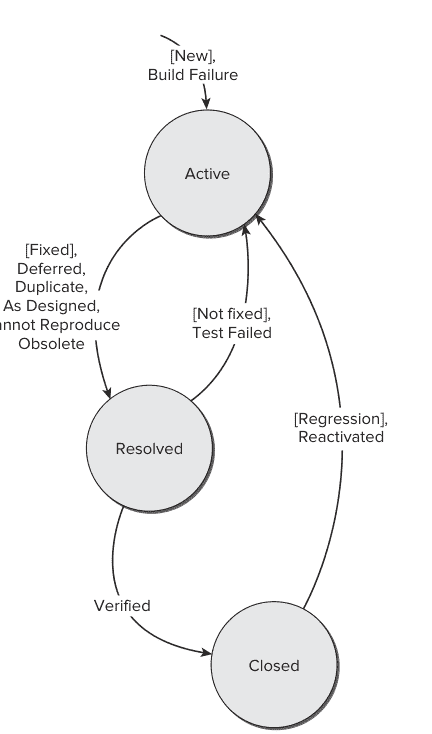 [New],
Build Failure
Active
[Fixed],
Deferred,
Duplicate,
As Designed,
nnot Reproduce
Obsolete
[Not fixed],
Test Failed
[Regression],
Reactivated
Resolved
Verified
Closed